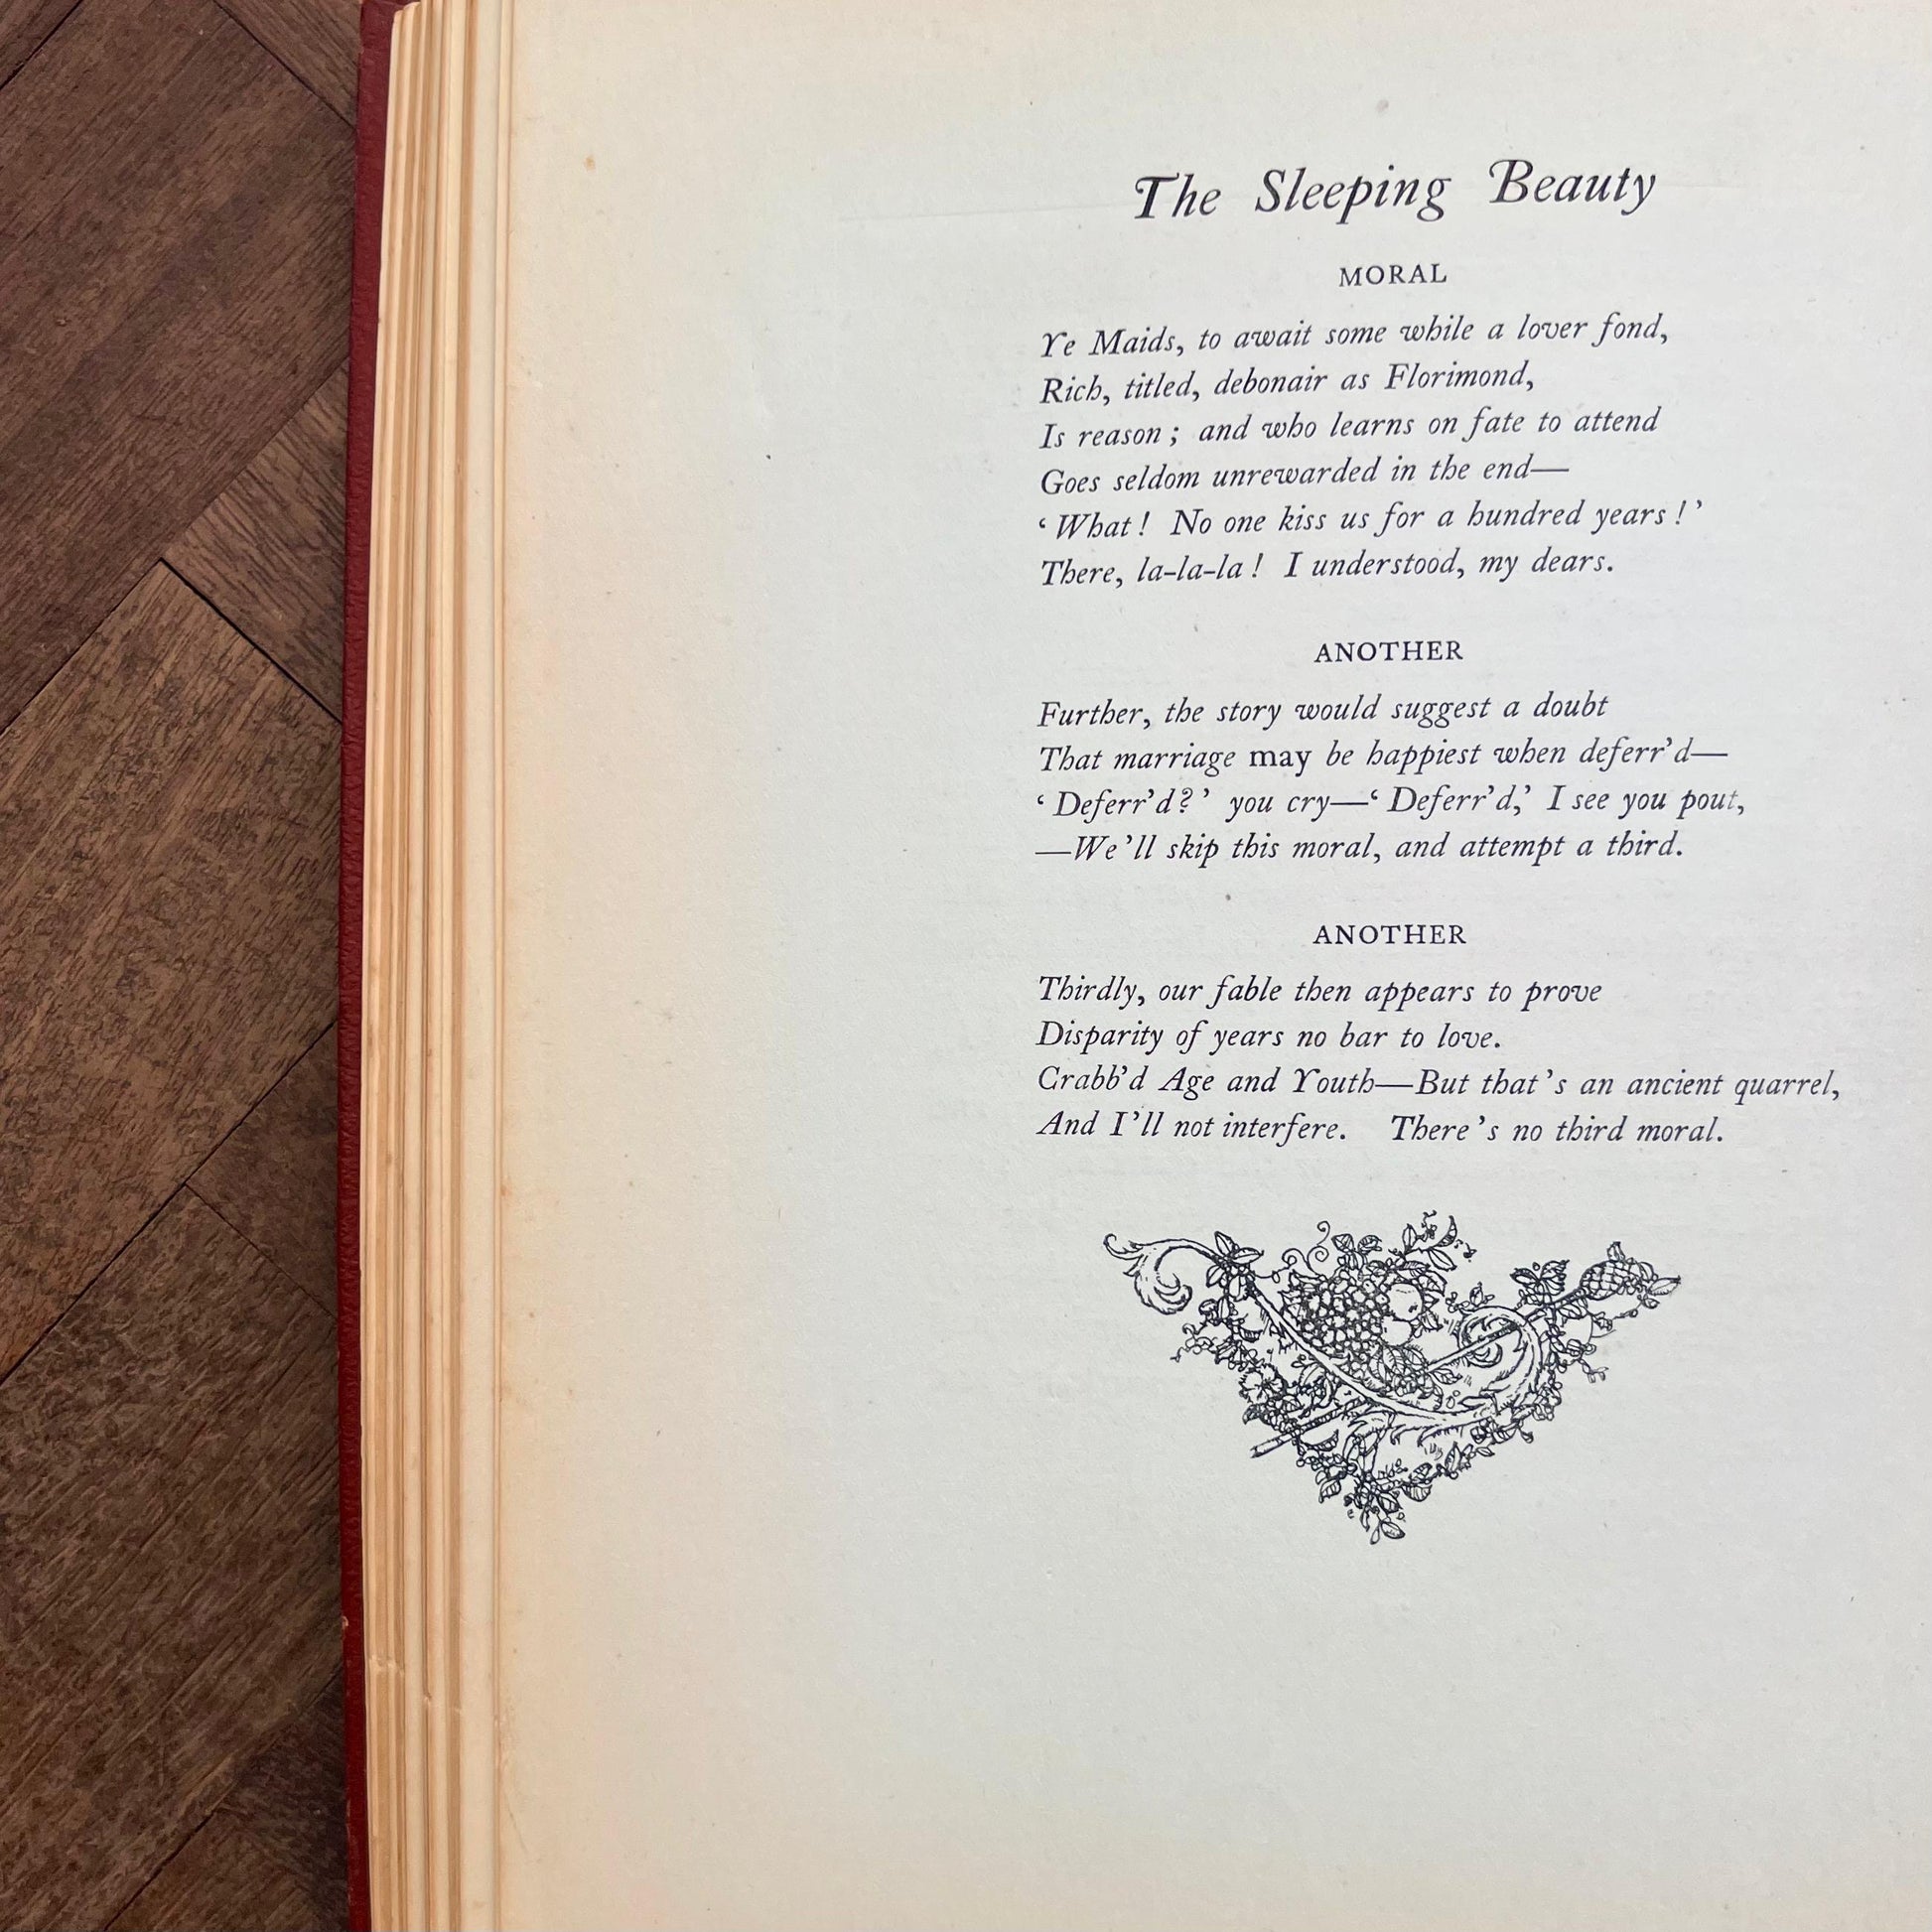 The Sleeping Beauty
MORAL
Ye Maids, to await some while a lover fond,
Rich, titled, debonair as Florimond,
Is reason ; and who learns on fate to attend
Goes seldom unrewarded in the end—
‘ What ! No one kiss us for a hundred years ! ’
There, la-la-la ! I understood, my dears.
ANOTHER
Further, the story would suggest a doubt
That marriage may be happiest when deferr’d—
‘ Deferr’d ? ’ you cry—‘ Deferr’d,’ I see you pout,
—We’ll skip this moral, and attempt a third.
ANOTHER
Thirdly, our fable then appears to prove
Disparity of years no bar to love.
Crabb’d Age and Youth—But that’s an ancient quarrel,
And I’ll not interfere. There’s no third moral.